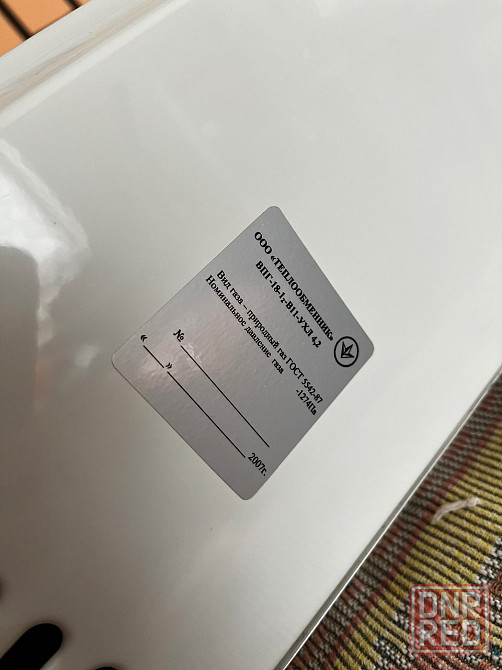 ООО «ТЕПЛООБМЕННИК»
ВПГ-18-1,-В11-УХЛ 4,2
Вид газа – природный газ ГОСТ 5542-87
Номинальное давление газа -1274Па
№
« » 2007г.
DNR
RED